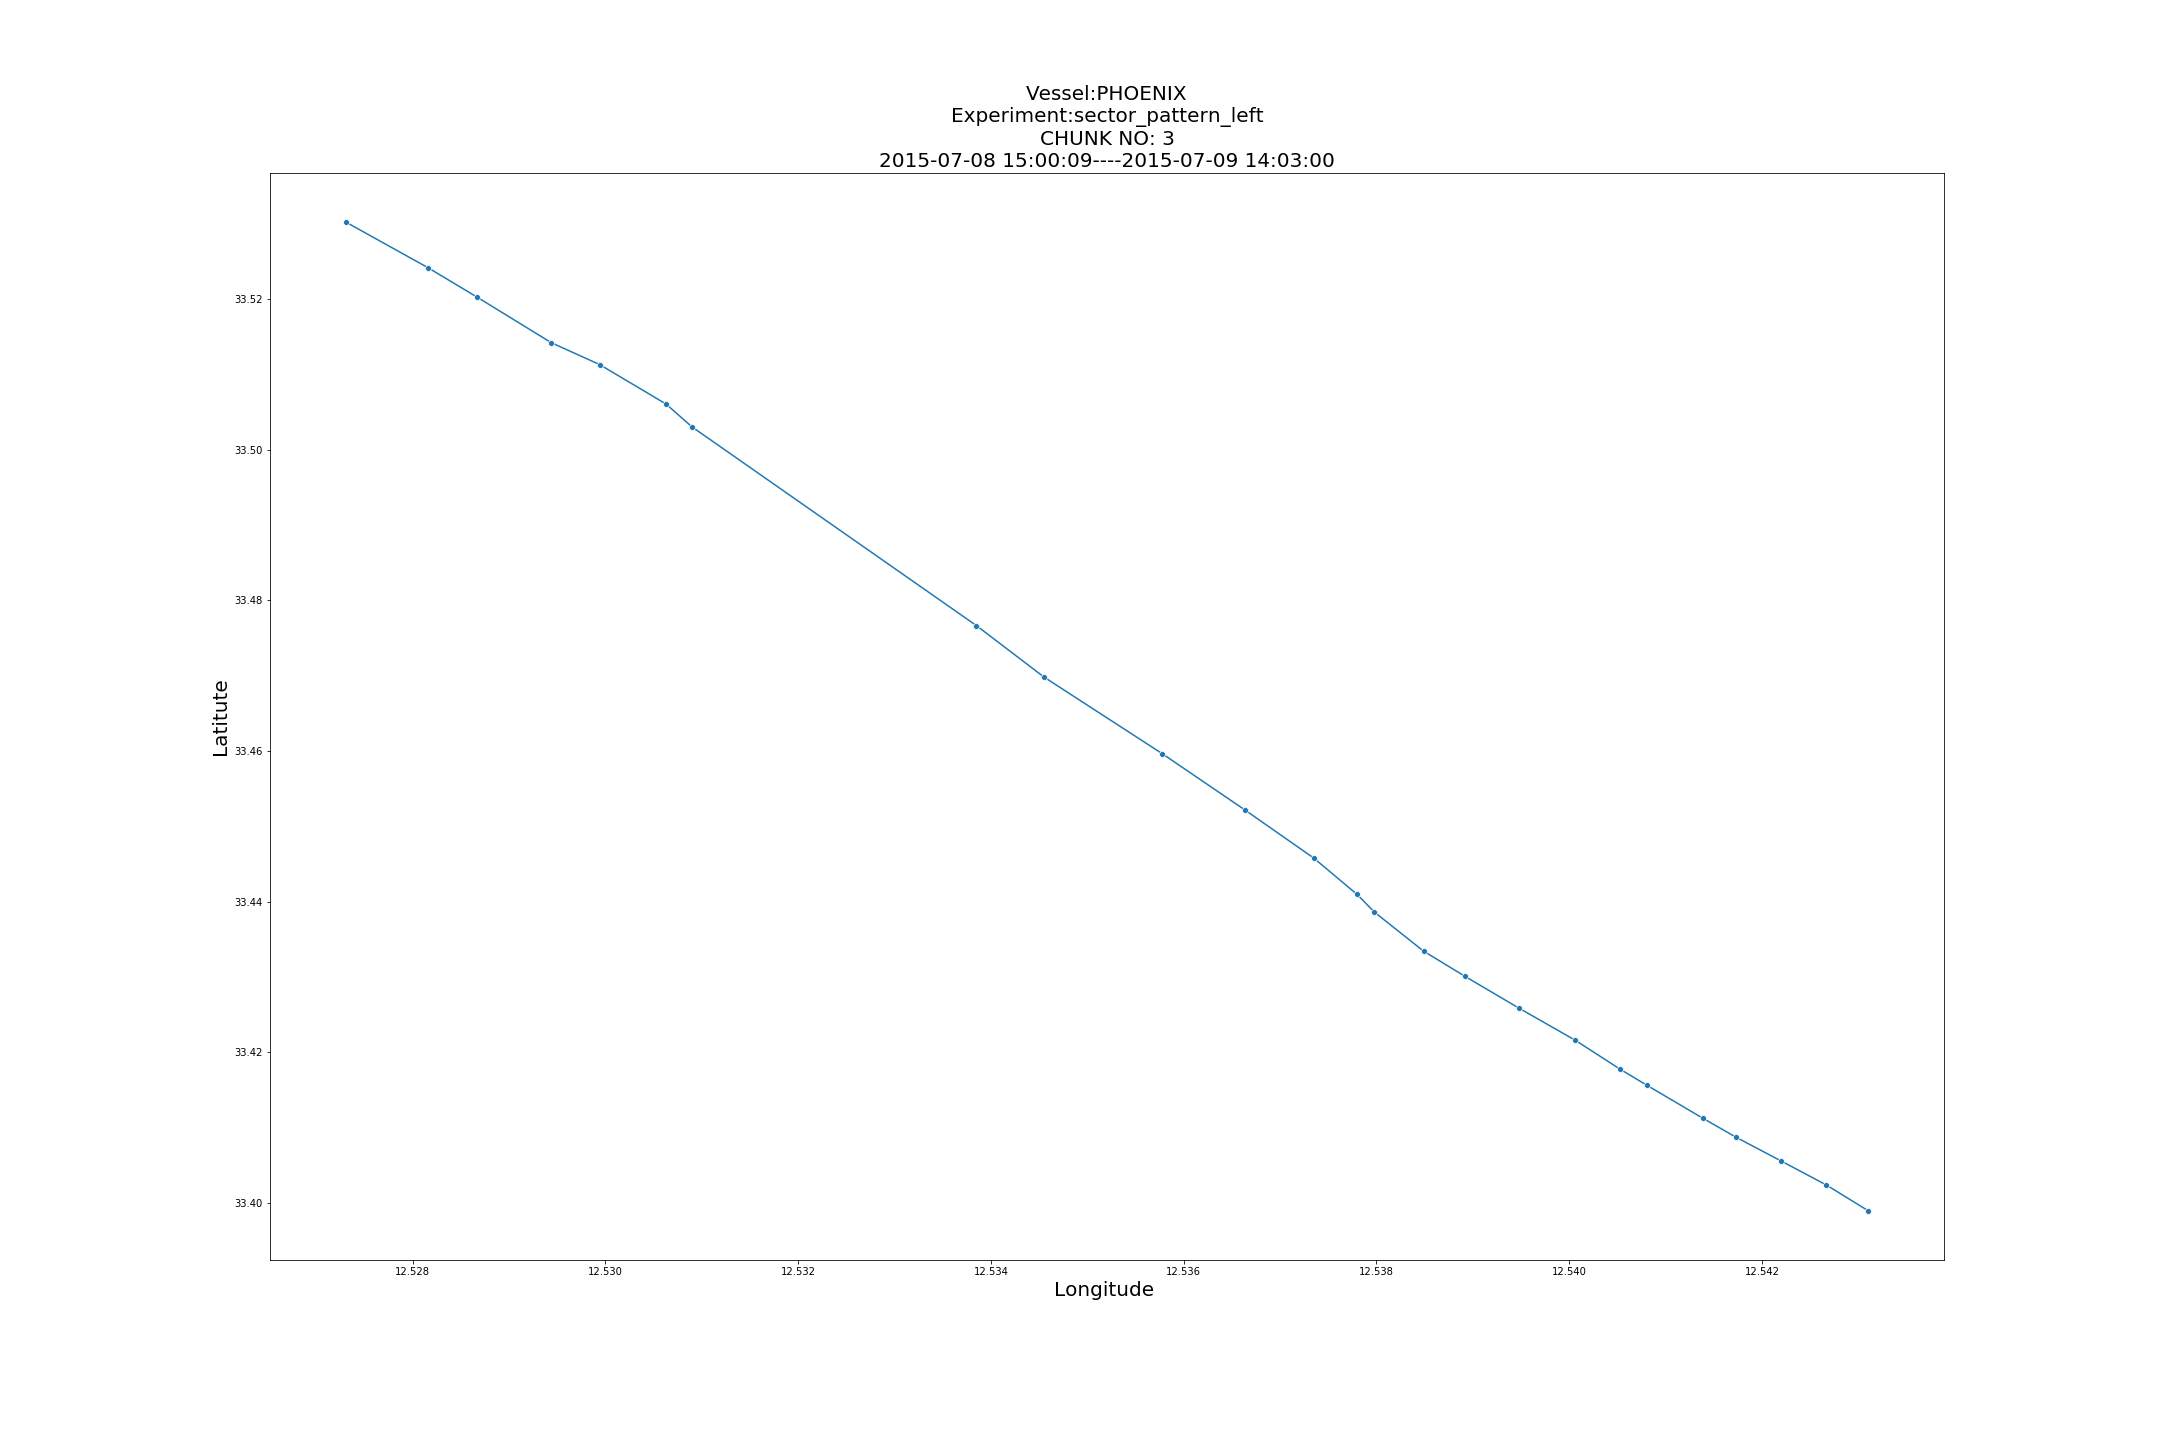 Vessel:PHOENIX
Experiment:sector_pattern_left
CHUNK NO: 3
2015-07-08 15:00:09----2015-07-09 14:03:00
33.52
33.50
33.48
33.46
33.44
33.42
33.40
Latitute
12.528 12.530 12.532 12.534 12.536 12.538 12.540 12.542
Longitude